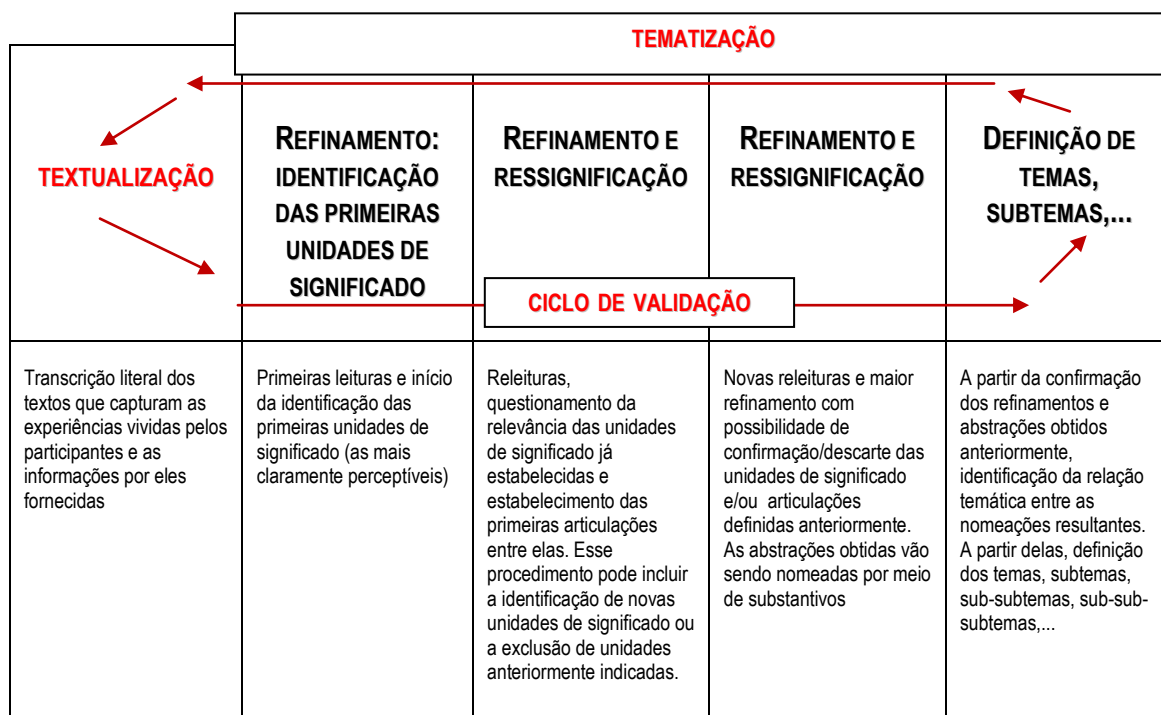 TEMATIZAÇÃO
TEXTUALIZAÇÃO
REFINAMENTO:
IDENTIFICAÇÃO
DAS PRIMEIRAS
UNIDADES DE
SIGNIFICADO
REFINAMENTO E
RESSIGNIFICAÇÃO
REFINAMENTO E
RESSIGNIFICAÇÃO
DEFINIÇÃO DE
TEMAS,
SUBTEMAS,...
CICLO DE VALIDAÇÃO
Transcrição literal dos
textos que capturam as
experiências vividas pelos
participantes e as
informações por eles
fornecidas
Primeiras leituras e início
da identificação das
primeiras unidades de
significado (as mais
claramente perceptíveis)
Releituras,
questionamento da
relevância das unidades
de significado já
estabelecidas e
estabelecimento das
primeiras articulações
entre elas. Esse
procedimento pode incluir
a identificação de novas
unidades de significado ou
a exclusão de unidades
anteriormente indicadas.
Novas releituras e maior
refinamento com
possibilidade de
confirmação/descarte das
unidades de significado
e/ou articulações
definidas anteriormente.
As abstrações obtidas vão
sendo nomeadas por meio
de substantivos
A partir da confirmação
dos refinamentos e
abstrações obtidos
anteriormente,
identificação da relação
temática entre as
nomeações resultantes.
A partir delas, definição
dos temas, subtemas,
sub-subtemas, sub-sub-
subtemas,...